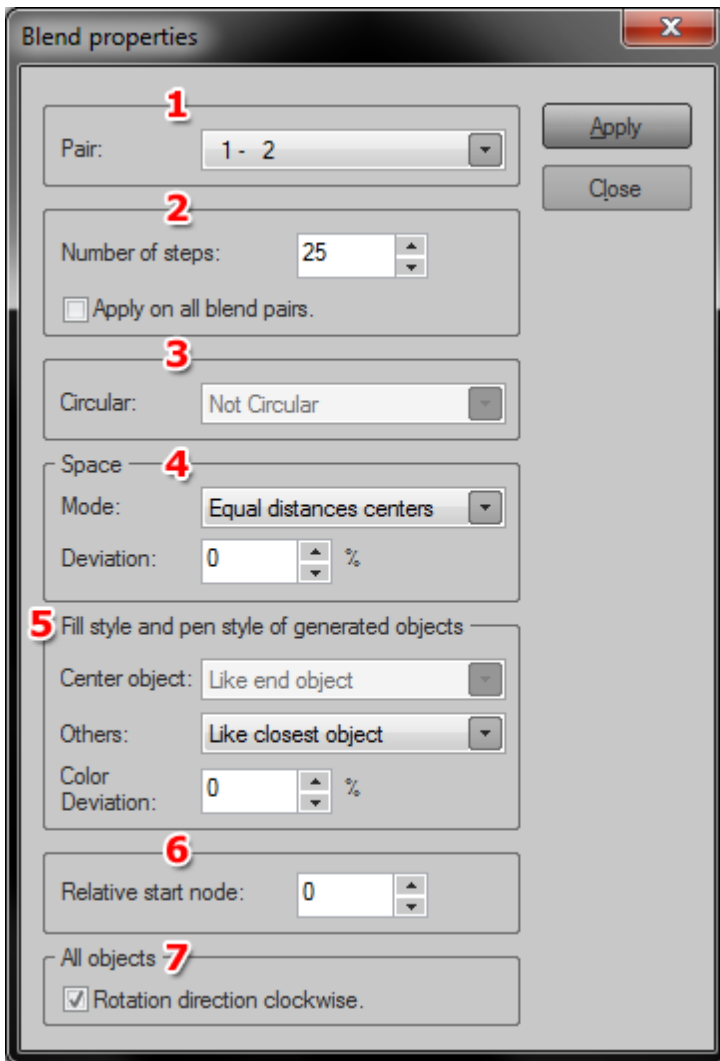 Blend properties
1
Pair: 1 - 2
Apply
Close
2
Number of steps: 25
Apply on all blend pairs.
3
Circular: Not Circular
Space 4
Mode: Equal distances centers
Deviation: 0 %
5 Fill style and pen style of generated objects
Center object: Like end object
Others: Like closest object
Color
Deviation: 0 %
6
Relative start node: 0
All objects 7
Rotation direction clockwise.